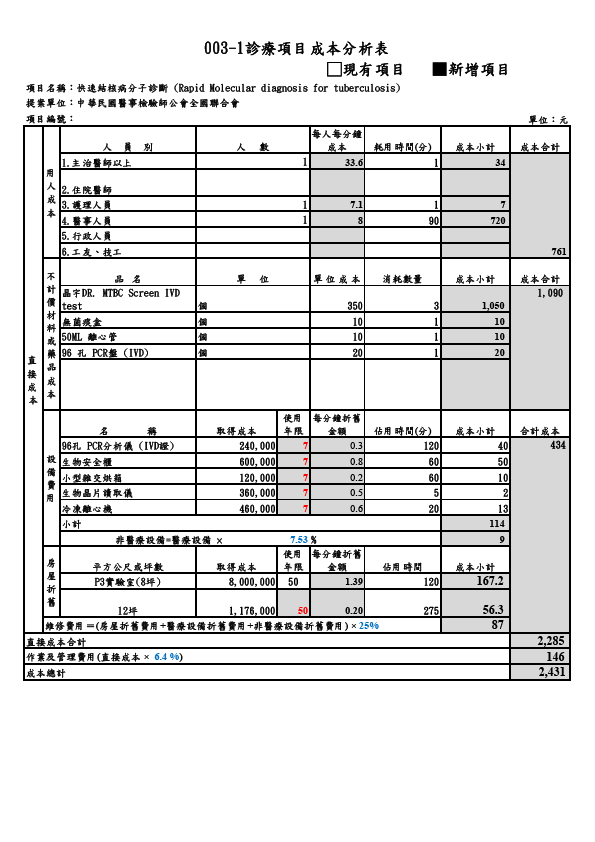 003-1診療項目成本分析表
□現有項目 ■新增項目
項目名稱：快速結核病分子診斷 (Rapid Molecular diagnosis for tuberculosis)
提案單位：中華民國醫事檢驗師公會全國聯合會
項目編號： 單位：元
直接成本
用人成本
人 員 別 人 數 每人每分鐘成本 耗用時間(分) 成本小計 成本合計
1.主治醫師以上 1 33.6 1 34
2.住院醫師
3.護理人員 1 7.1 1 7
4.醫事人員 1 8 90 720
5.行政人員
6.工友、技工 761
不計價材料或藥品成本
品 名 單 位 單位成本 消耗數量 成本小計 成本合計
晶宇DR. MTBC Screen IVD test 個 350 3 1,050 1,090
無菌痰盒 個 10 1 10
50ML 離心管 個 10 1 10
96 孔 PCR盤 (IVD) 個 20 1 20
設備費用
名 稱 取得成本 使用年限 每分鐘折舊金額 佔用時間(分) 成本小計 合計成本
96孔 PCR分析儀 (IVD證) 240,000 7 0.3 120 40 434
生物安全櫃 600,000 7 0.8 60 50
小型雜交烘箱 120,000 7 0.2 60 10
生物晶片讀取儀 360,000 7 0.5 5 2
冷凍離心機 460,000 7 0.6 20 13
小計 114
非醫療設備=醫療設備 × 7.53 % 9
房屋折舊
平方公尺或坪數 取得成本 使用年限 每分鐘折舊金額 佔用時間 成本小計
P3實驗室(8坪) 8,000,000 50 1.39 120 167.2
12坪 1,176,000 50 0.20 275 56.3
維修費用＝(房屋折舊費用+醫療設備折舊費用+非醫療設備折舊費用)×25% 87
直接成本合計 2,285
作業及管理費用(直接成本 × 6.4 %) 146
成本總計 2,431